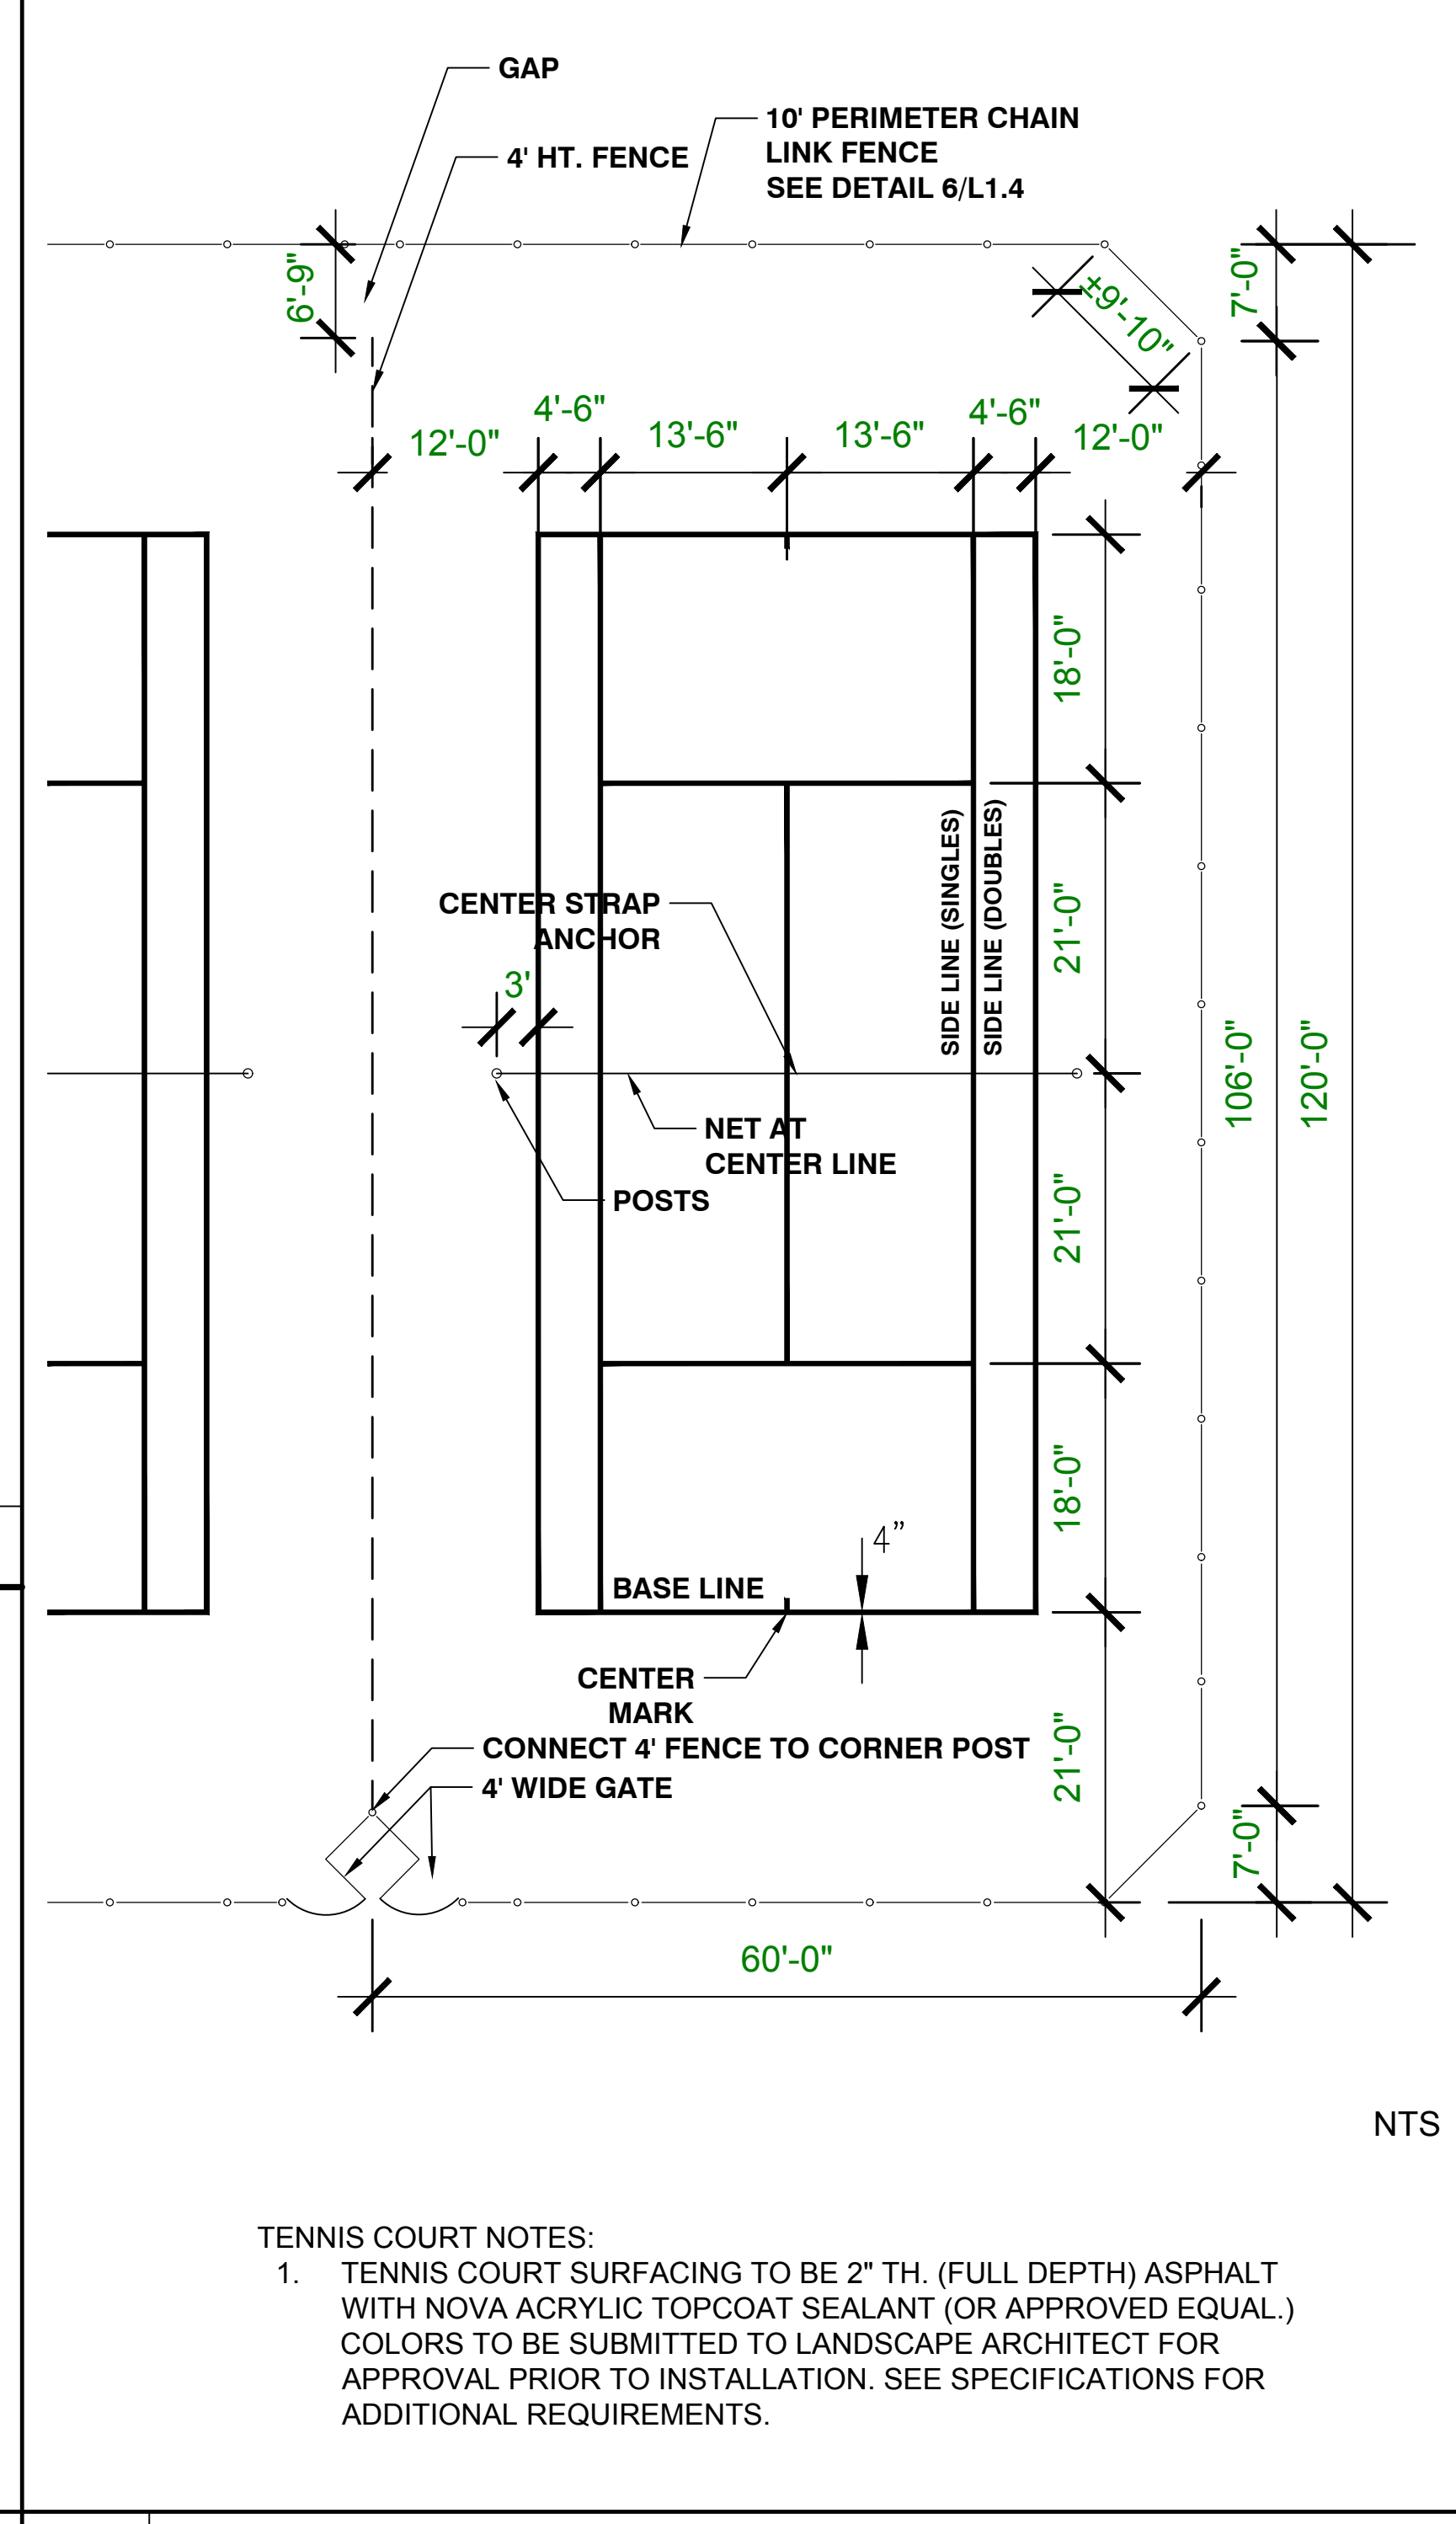 GAP
10' PERIMETER CHAIN
LINK FENCE
SEE DETAIL 6/L1.4
4' HT. FENCE
6'-9"
7'-0"
±9'-10"
12'-0"
4'-6"
13'-6"
13'-6"
4'-6"
12'-0"
18'-0"
SIDE LINE (SINGLES)
SIDE LINE (DOUBLES)
CENTER STRAP
ANCHOR
21'-0"
3'
106'-0"
120'-0"
NET AT
CENTER LINE
POSTS
21'-0"
18'-0"
4”
BASE LINE
CENTER
MARK
CONNECT 4' FENCE TO CORNER POST
4' WIDE GATE
21'-0"
7'-0"
60'-0"
NTS
TENNIS COURT NOTES:
1. TENNIS COURT SURFACING TO BE 2" TH. (FULL DEPTH) ASPHALT
WITH NOVA ACRYLIC TOPCOAT SEALANT (OR APPROVED EQUAL.)
COLORS TO BE SUBMITTED TO LANDSCAPE ARCHITECT FOR
APPROVAL PRIOR TO INSTALLATION. SEE SPECIFICATIONS FOR
ADDITIONAL REQUIREMENTS.